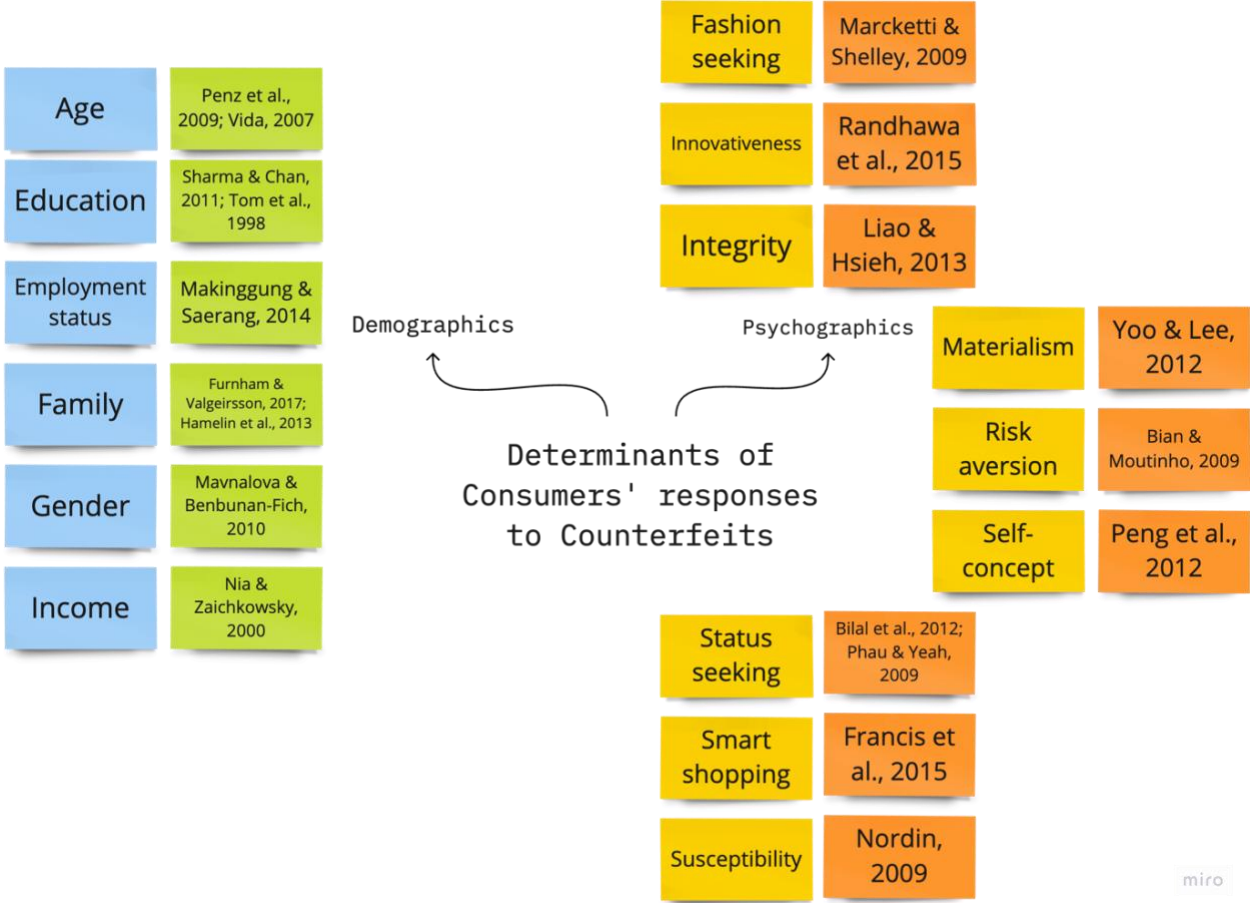 Age
Penz et al.,
2009; Vida, 2007
Education
Sharma & Chan,
2011; Tom et al.,
1998
Employment
status
Makinggung &
Saerang, 2014
Family
Furnham &
Valgeirsson, 2017;
Hamelin et al., 2013
Gender
Mavnalova &
Benbunan-Fich,
2010
Income
Nia &
Zaichkowsky,
2000
Demographics
Determinants of
Consumers' responses
to Counterfeits
Psychographics
Fashion
seeking
Marcketti &
Shelley, 2009
Innovativeness
Randhawa
et al., 2015
Integrity
Liao &
Hsieh, 2013
Materialism
Yoo & Lee,
2012
Risk
aversion
Bian &
Moutinho, 2009
Self-
concept
Peng et al.,
2012
Status
seeking
Bilal et al., 2012;
Phau & Yeah,
2009
Smart
shopping
Francis et
al., 2015
Susceptibility
Nordin,
2009
miro